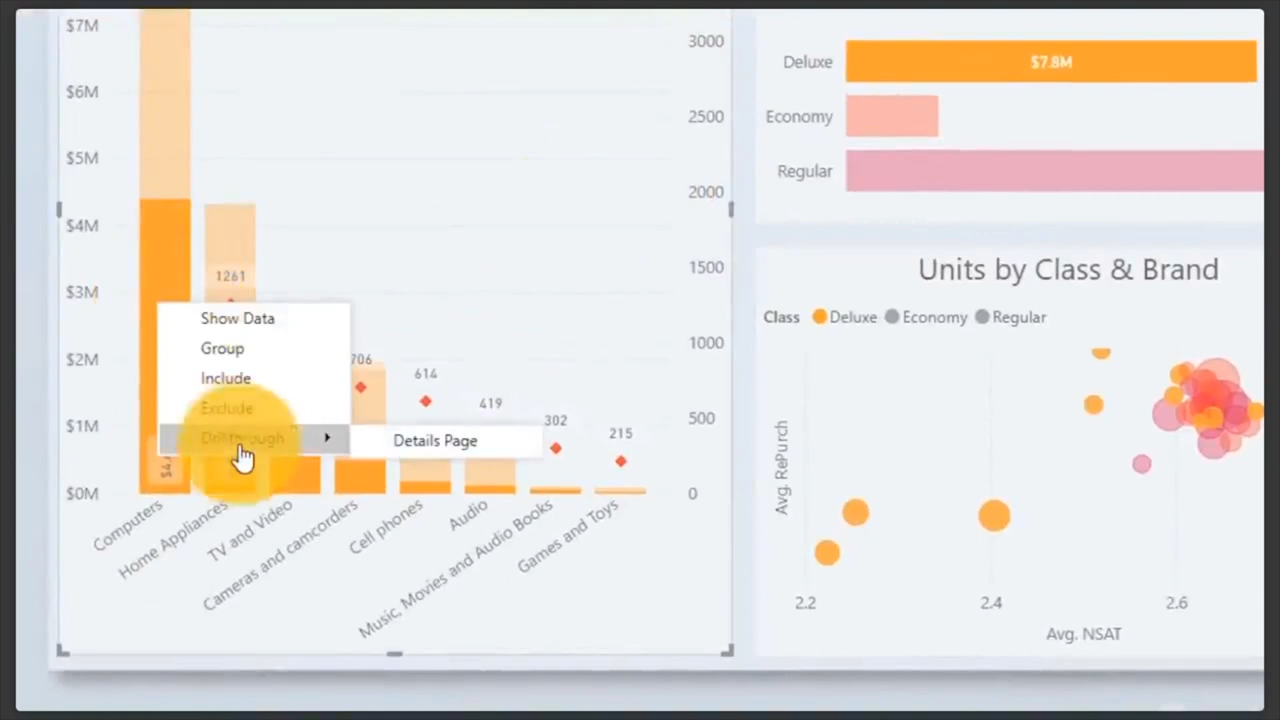 $7M
$6M
$5M
$4M
$3M
$2M
$1M
$0M
3000
2500
2000
1500
1000
500
0
1261
706
614
419
302
215
Show Data
Group
Include
Exclude
Drillthrough
Details Page
Computers
Home Appliances
TV and Video
Cameras and camcorders
Cell phones
Audio
Music, Movies and Audio Books
Games and Toys
Deluxe
$7.8M
Economy
Regular
Units by Class & Brand
Class Deluxe Economy Regular
Avg. RePurch
2.2 2.4 2.6
Avg. NSAT